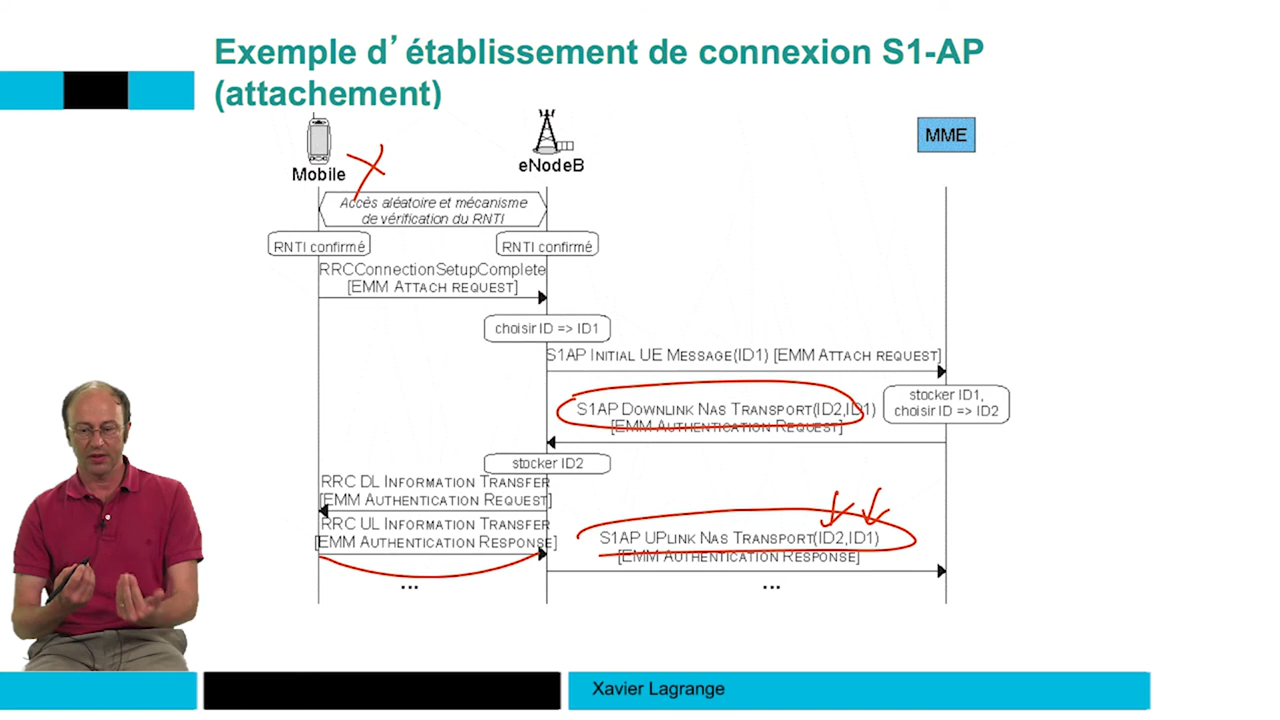 Exemple d’établissement de connexion S1-AP
(attachement)
MME
eNodeB
Mobile
Accès aléatoire et mécanisme
de vérification du RNTI
RNTI confirmé
RNTI confirmé
RRCConnectionSetupComplete
[EMM Attach request]
choisir ID => ID1
S1AP Initial UE Message(ID1) [EMM Attach request]
stocker ID1,
choisir ID => ID2
S1AP Downlink Nas Transport(ID2,ID1)
[EMM Authentication Request]
stocker ID2
RRC DL Information Transfer
[EMM Authentication Request]
RRC UL Information Transfer
[EMM Authentication Response]
S1AP UPlink Nas Transport(ID2,ID1)
[EMM Authentication Response]
...
...
Xavier Lagrange